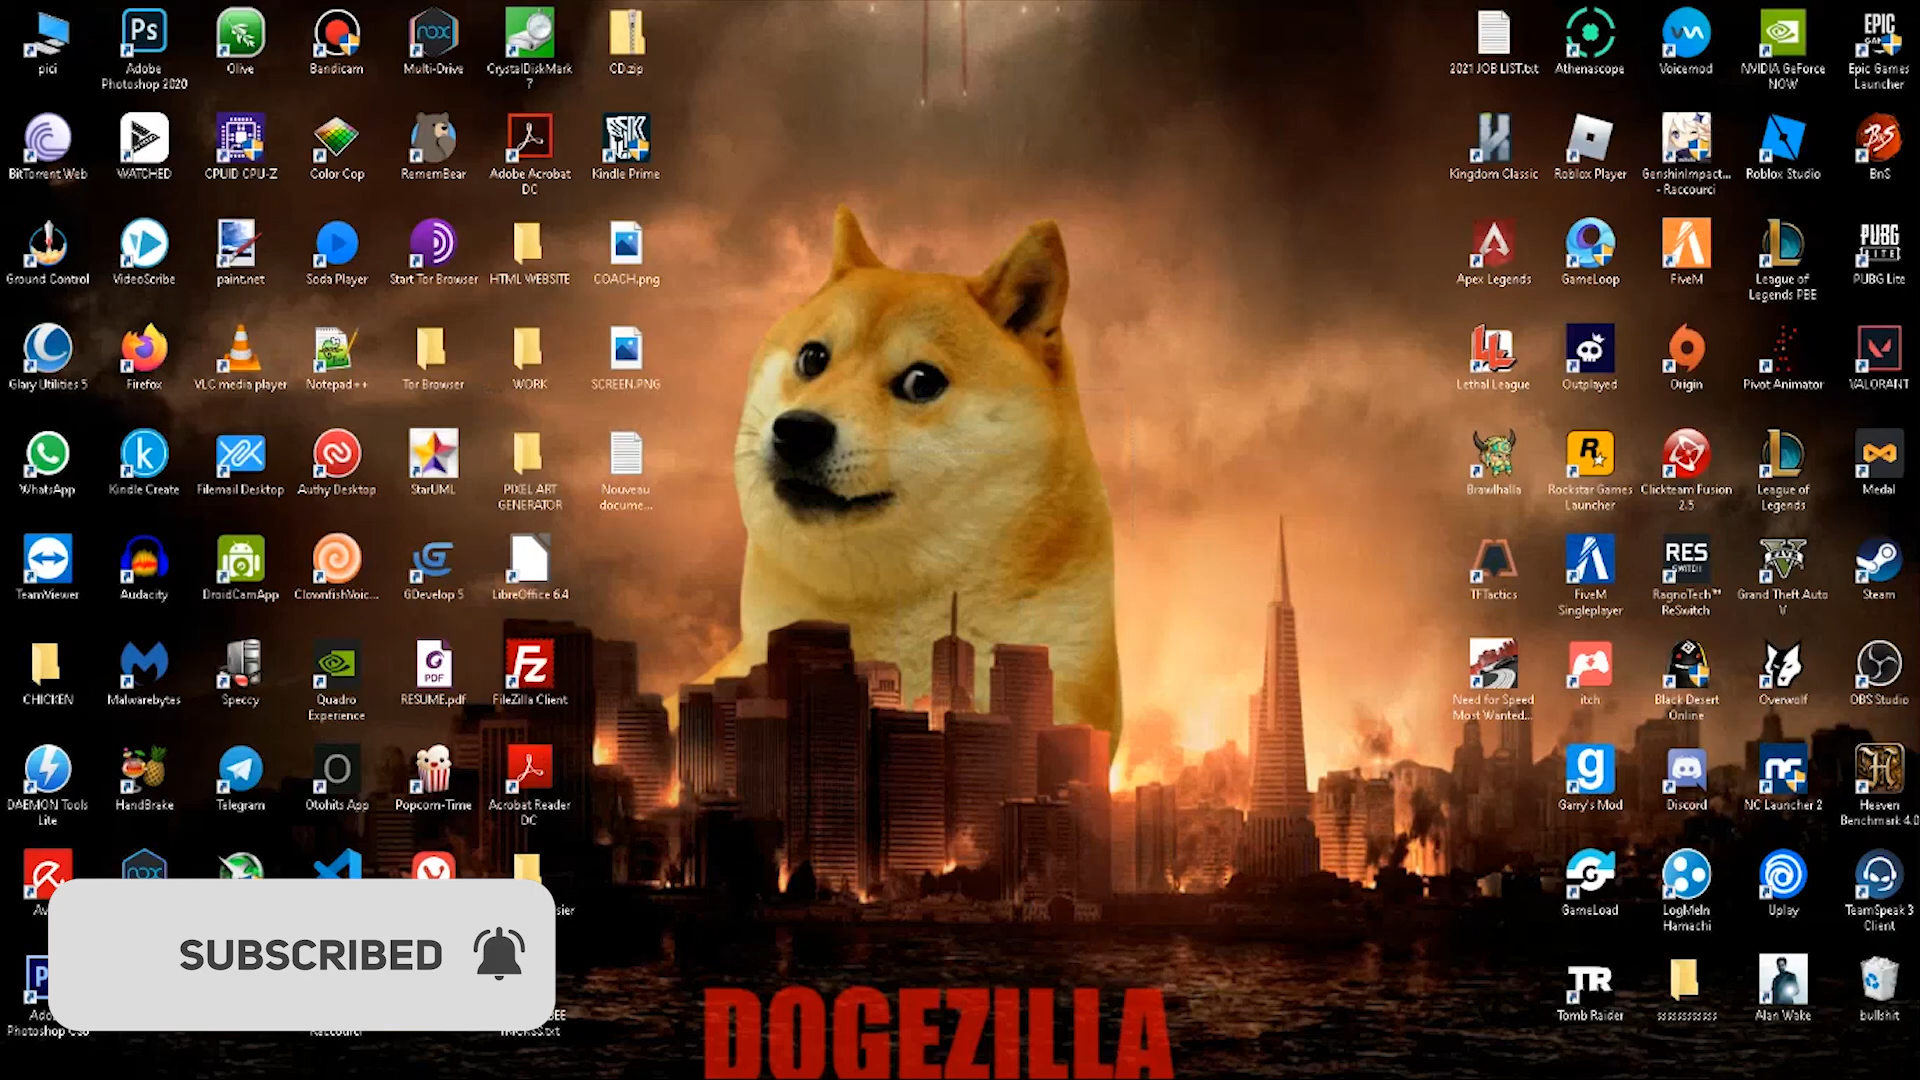 pici
Adobe
Photoshop 2020
Olive
Bandicam
Multi-Drive
CrystalDiskMark
7
CD.zip
2021 JOB LIST.txt
Athenascope
Voicemod
NVIDIA GeForce
NOW
Epic Games
Launcher
BitTorrent Web
WATCHED
CPUID CPU-Z
Color Cop
RememBear
Adobe Acrobat
DC
Kindle Prime
Kingdom Classic
Roblox Player
GenshinImpact...
- Raccourci
Roblox Studio
BnS
Ground Control
VideoScribe
paint.net
Soda Player
Start Tor Browser
HTML WEBSITE
COACH.png
Apex Legends
GameLoop
FiveM
League of
Legends PBE
PUBG Lite
Glary Utilities 5
Firefox
VLC media player
Notepad++
Tor Browser
WORK
SCREEN.PNG
Lethal League
Outplayed
Origin
Pivot Animator
VALORANT
WhatsApp
Kindle Create
Filemail Desktop
Authy Desktop
StarUML
PIXEL ART
GENERATOR
Nouveau
docume...
Brawlhalla
Rockstar Games
Launcher
Clickteam Fusion
2.5
League of
Legends
Medal
TeamViewer
Audacity
DroidCamApp
ClownfishVoic...
GDevelop 5
LibreOffice 6.4
TFTactics
FiveM
Singleplayer
RagnoTech™
ReSwitch
Grand Theft Auto
V
Steam
CHICKEN
Malwarebytes
Speccy
Quadro
Experience
RESUME.pdf
FileZilla Client
Need for Speed
Most Wanted...
itch
Black Desert
Online
Overwolf
OBS Studio
DAEMON Tools
Lite
HandBrake
Telegram
Otohits App
Popcorn-Time
Acrobat Reader
DC
Garry's Mod
Discord
NC Launcher 2
Heaven
Benchmark 4.0
GameLoad
LogMeIn
Hamachi
Uplay
TeamSpeak 3
Client
SUBSCRIBED
Tomb Raider
sssssssssss
Alan Wake
bullshit
DOGEZILLA